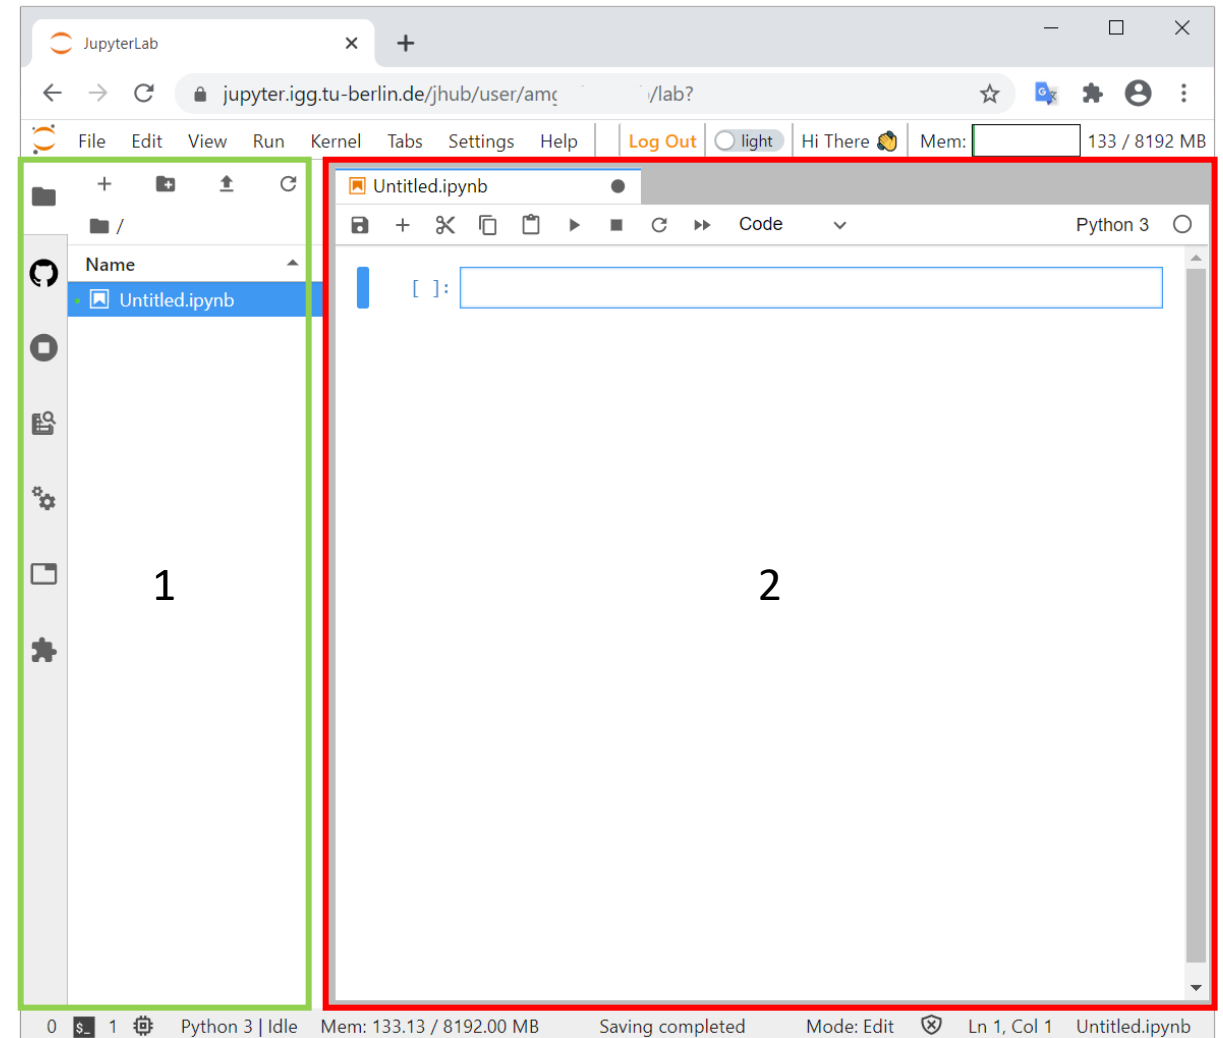 JupyterLab
jupyter.igg.tu-berlin.de/jhub/user/amg /lab?
File Edit View Run Kernel Tabs Settings Help Log Out light Hi There Mem: 133 / 8192 MB
Untitled.ipynb
/
Code Python 3
Name
Untitled.ipynb
[ ]:
1
2
0 $_ 1 Python 3 | Idle Mem: 133.13 / 8192.00 MB Saving completed Mode: Edit Ln 1, Col 1 Untitled.ipynb